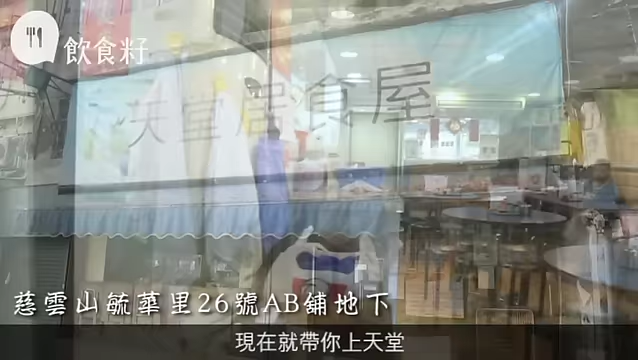 飲食籽
天堂居食屋
慈雲山毓華里26號AB舖地下
現在就帶你上天堂